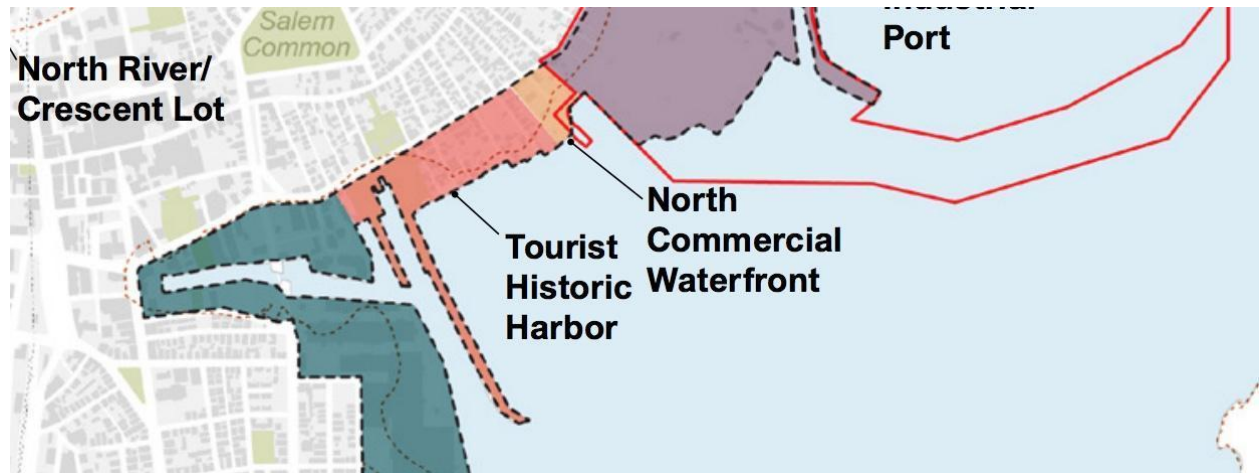 Salem
Common
Port
North River/
Crescent Lot
North
Commercial
Waterfront
Tourist
Historic
Harbor